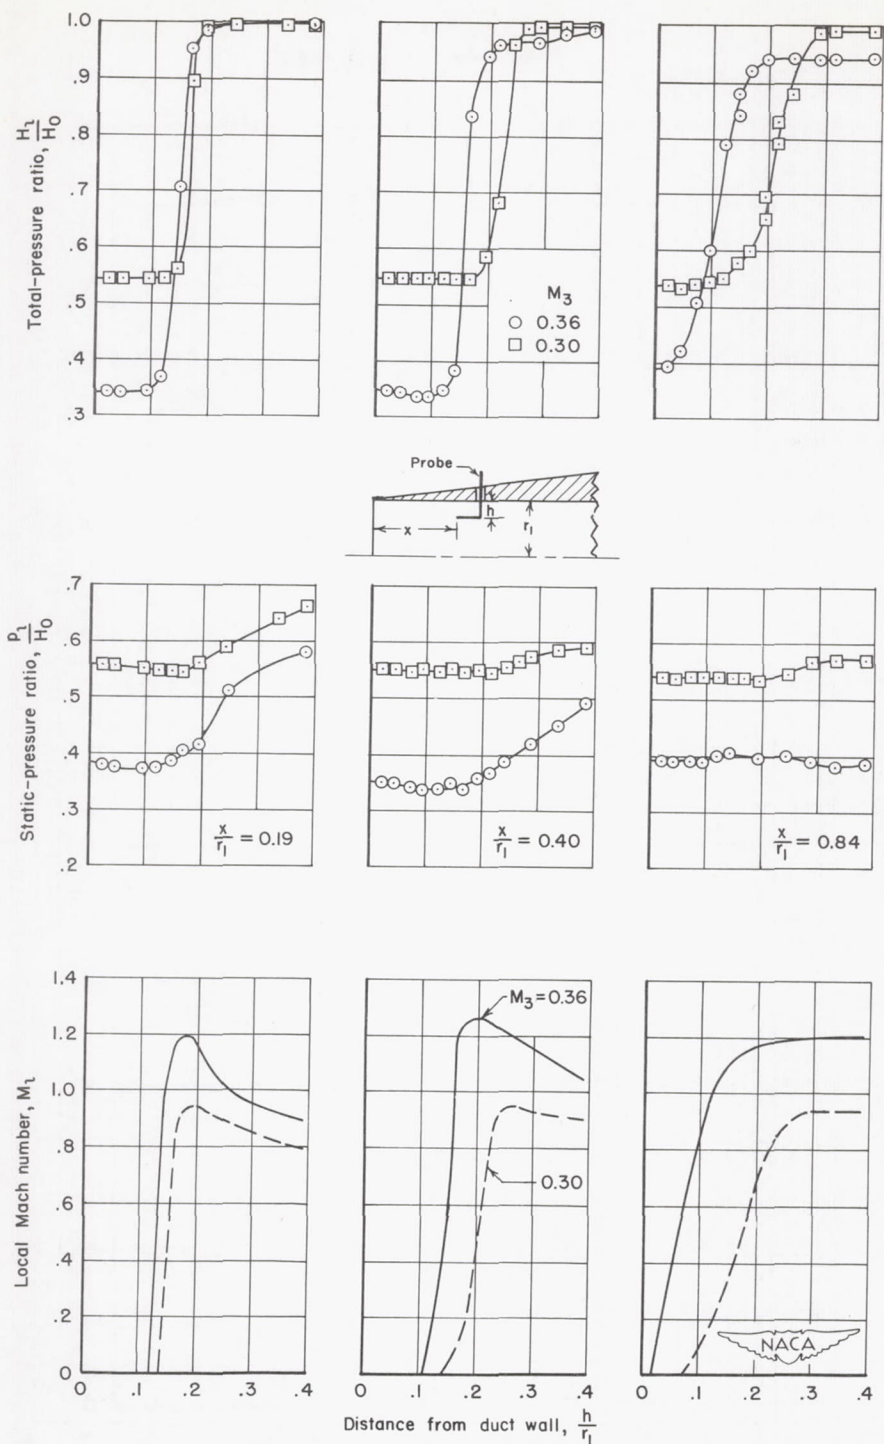 1.0
.9
.8
.7
.6
.5
.4
.3
Total-pressure ratio, Hl/H0
M3
○ 0.36
□ 0.30
Probe
x
h
r1
.7
.6
.5
.4
.3
.2
Static-pressure ratio, pl/H0
x/r1 = 0.19
x/r1 = 0.40
x/r1 = 0.84
1.4
1.2
1.0
.8
.6
.4
.2
0
Local Mach number, Ml
M3=0.36
0.30
NACA
0 .1 .2 .3 .4
0 .1 .2 .3 .4
0 .1 .2 .3 .4
Distance from duct wall, h/r1